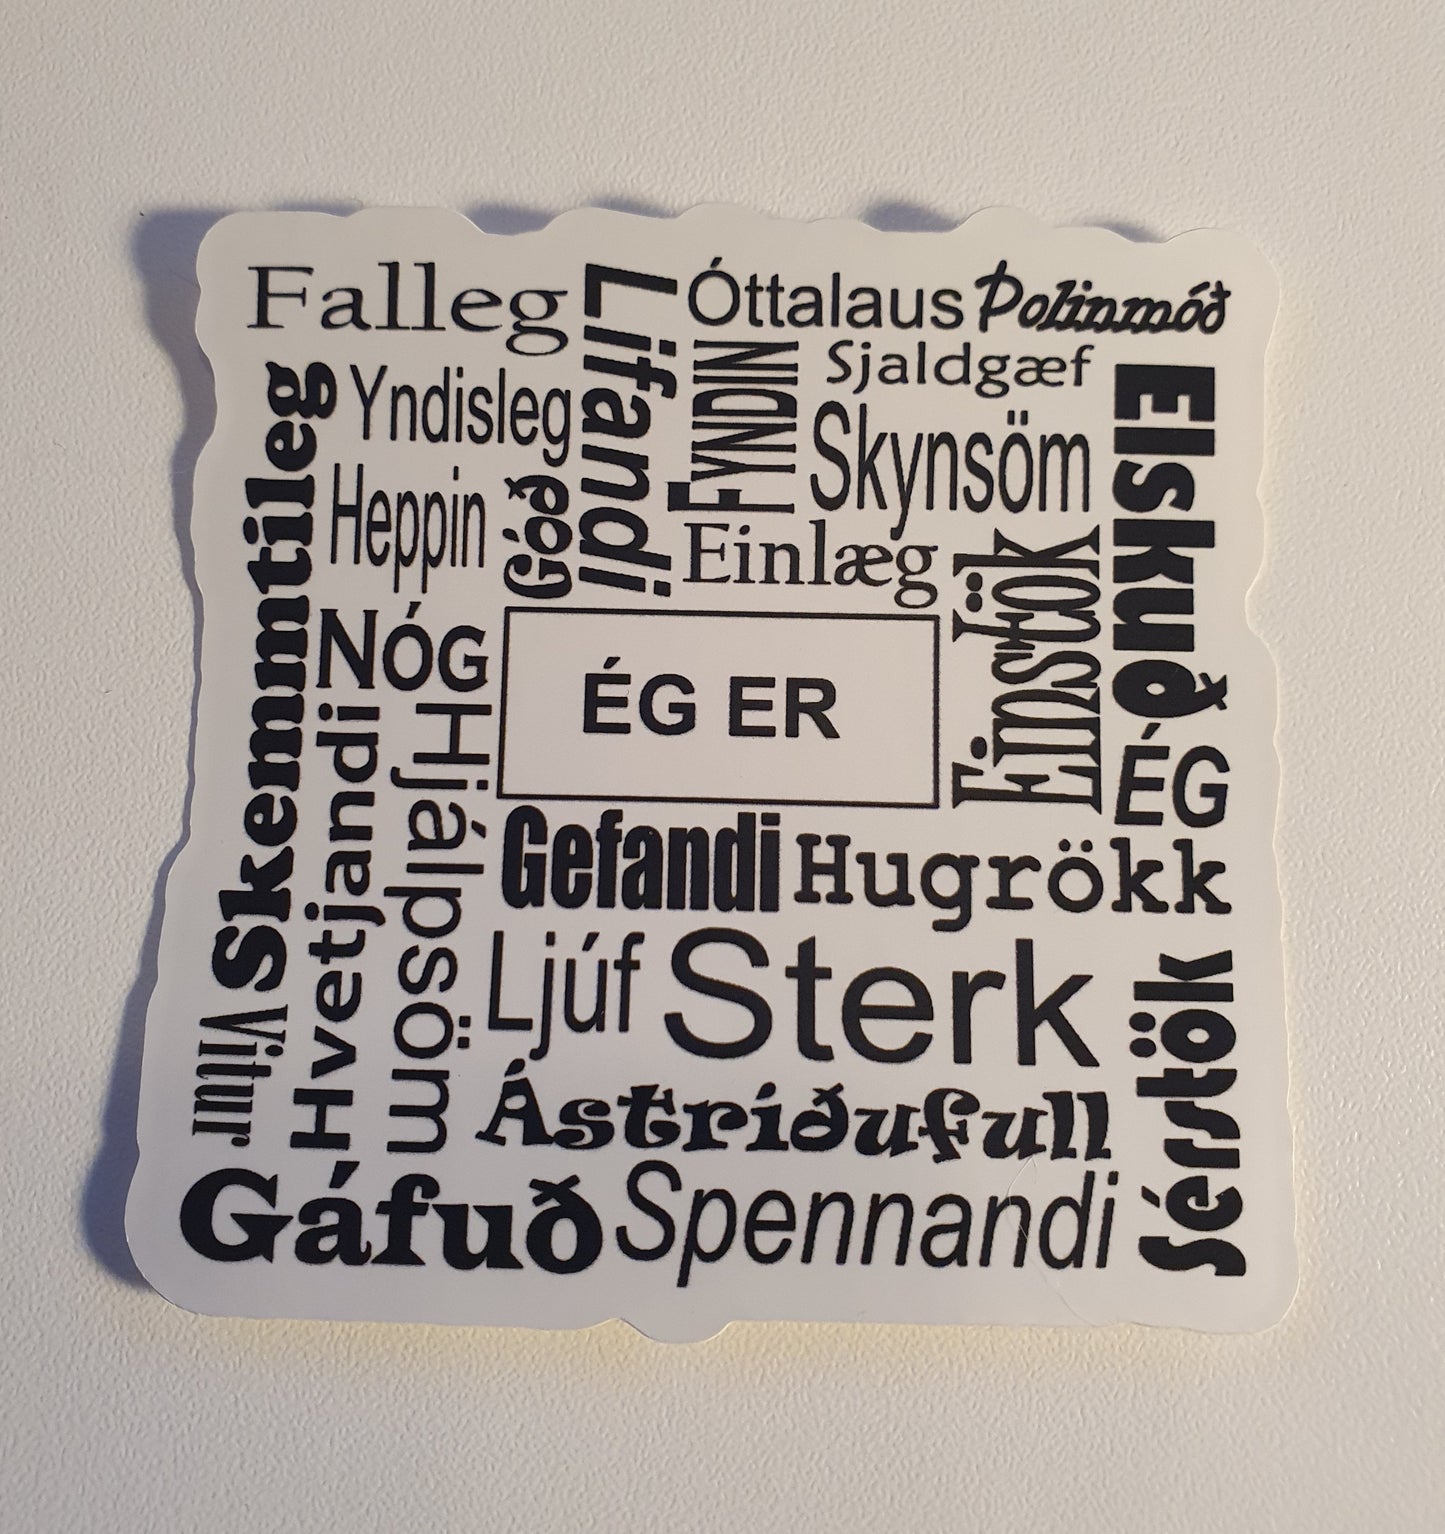 Falleg
Lifandi
Óttalaus
Þolinmóð
Sjaldgæf
FYNDIN
Elskuð
Yndisleg
Skynsöm
Skemmtileg
Heppin
Góð
Einlæg
Einstök
NÓG
ÉG ER
ÉG
Hvetjandi
Hjálpsöm
Gefandi
Hugrökk
Ljúf
Sterk
Sérstök
Vitur
Ástríðufull
Gáfuð
Spennandi